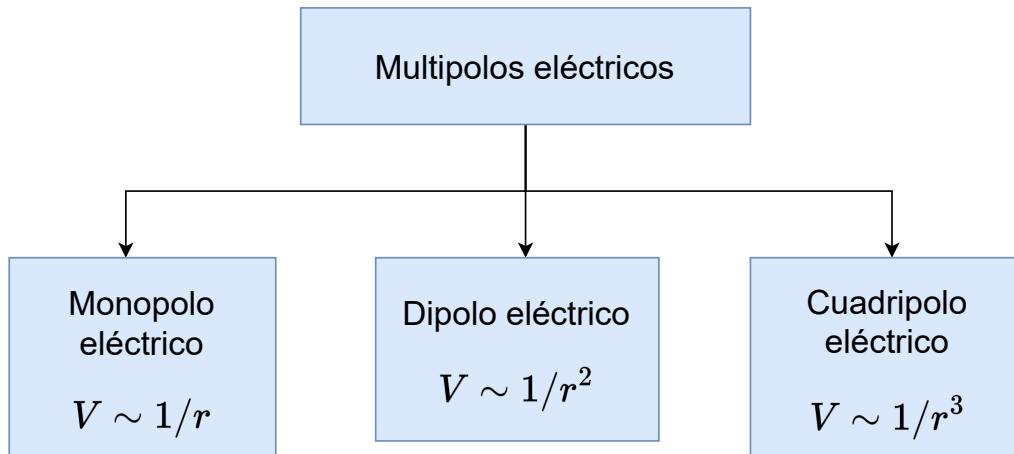 Multipolos eléctricos
Monopolo
eléctrico
V ∼ 1/r
Dipolo eléctrico
V ∼ 1/r²
Cuadripolo
eléctrico
V ∼ 1/r³